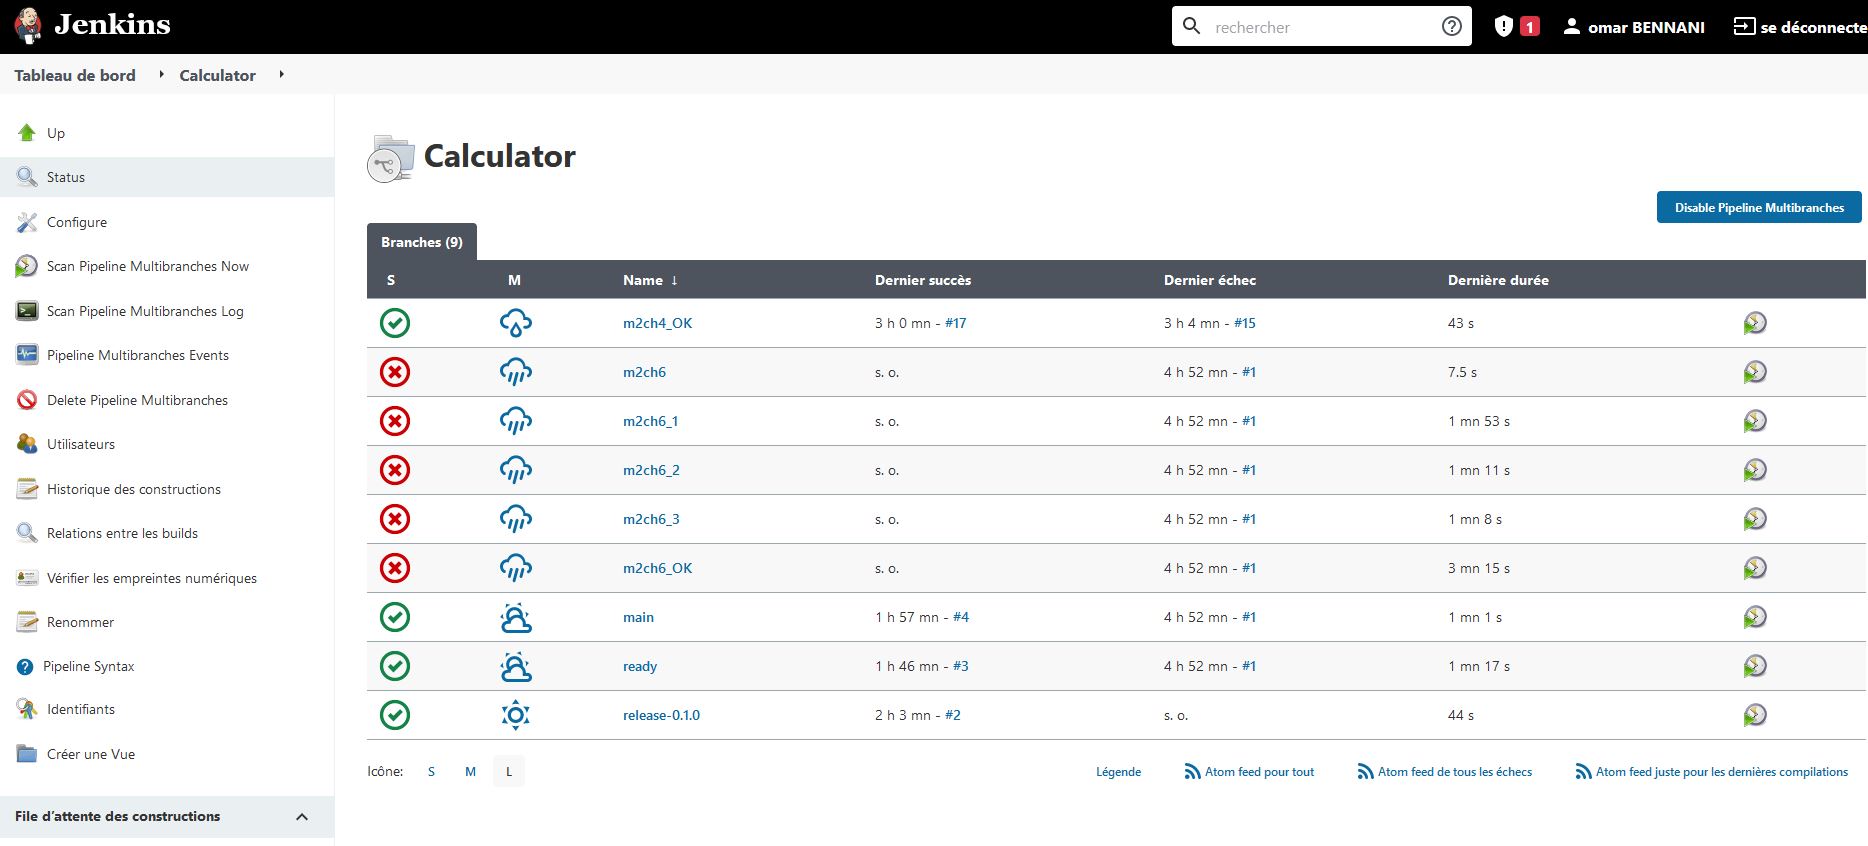 Jenkins
rechercher
1
omar BENNANI
se déconnecte
Tableau de bord Calculator
Up
Status
Configure
Scan Pipeline Multibranches Now
Scan Pipeline Multibranches Log
Pipeline Multibranches Events
Delete Pipeline Multibranches
Utilisateurs
Historique des constructions
Relations entre les builds
Vérifier les empreintes numériques
Renommer
Pipeline Syntax
Identifiants
Créer une Vue
File d'attente des constructions
Calculator
Disable Pipeline Multibranches
Branches (9)
S M Name ↓ Dernier succès Dernier échec Dernière durée
m2ch4_OK 3 h 0 mn - #17 3 h 4 mn - #15 43 s
m2ch6 s. o. 4 h 52 mn - #1 7.5 s
m2ch6_1 s. o. 4 h 52 mn - #1 1 mn 53 s
m2ch6_2 s. o. 4 h 52 mn - #1 1 mn 11 s
m2ch6_3 s. o. 4 h 52 mn - #1 1 mn 8 s
m2ch6_OK s. o. 4 h 52 mn - #1 3 mn 15 s
main 1 h 57 mn - #4 4 h 52 mn - #1 1 mn 1 s
ready 1 h 46 mn - #3 4 h 52 mn - #1 1 mn 17 s
release-0.1.0 2 h 3 mn - #2 s. o. 44 s
Icône: S M L
Légende Atom feed pour tout Atom feed de tous les échecs Atom feed juste pour les dernières compilations